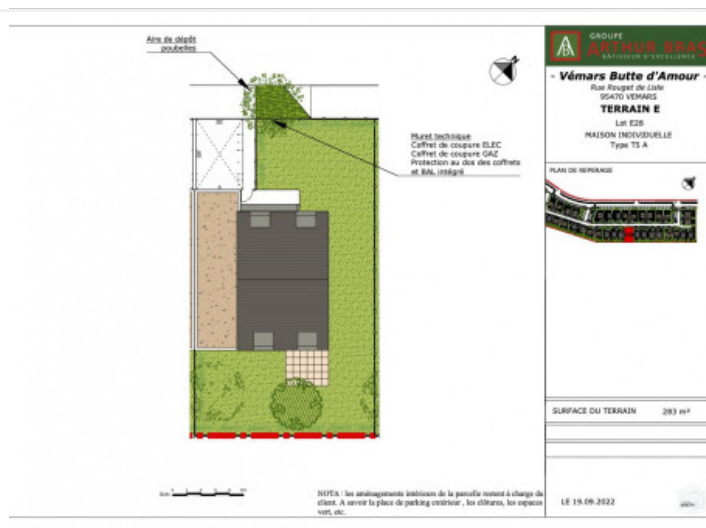 Aire de dépôt
poubelles
Muret technique
Coffret de coupure ELEC
Coffret de coupure GAZ
Protection au dos des coffrets
et BAL intégré
NOTA : les aménagements intérieurs de la parcelle restent à charge du
client. A savoir la place de parking extérieur , les clôtures, les espaces
vert, etc.
GROUPE
ARTHUR BRAS
BÂTISSEUR D'EXCELLENCE
- Vémars Butte d'Amour -
Rue Rouget de Lisle
95470 VEMARS
TERRAIN E
Lot E28
MAISON INDIVIDUELLE
Type T5 A
PLAN DE REPERAGE
SURFACE DU TERRAIN 283 m²
LE 19.09.2022